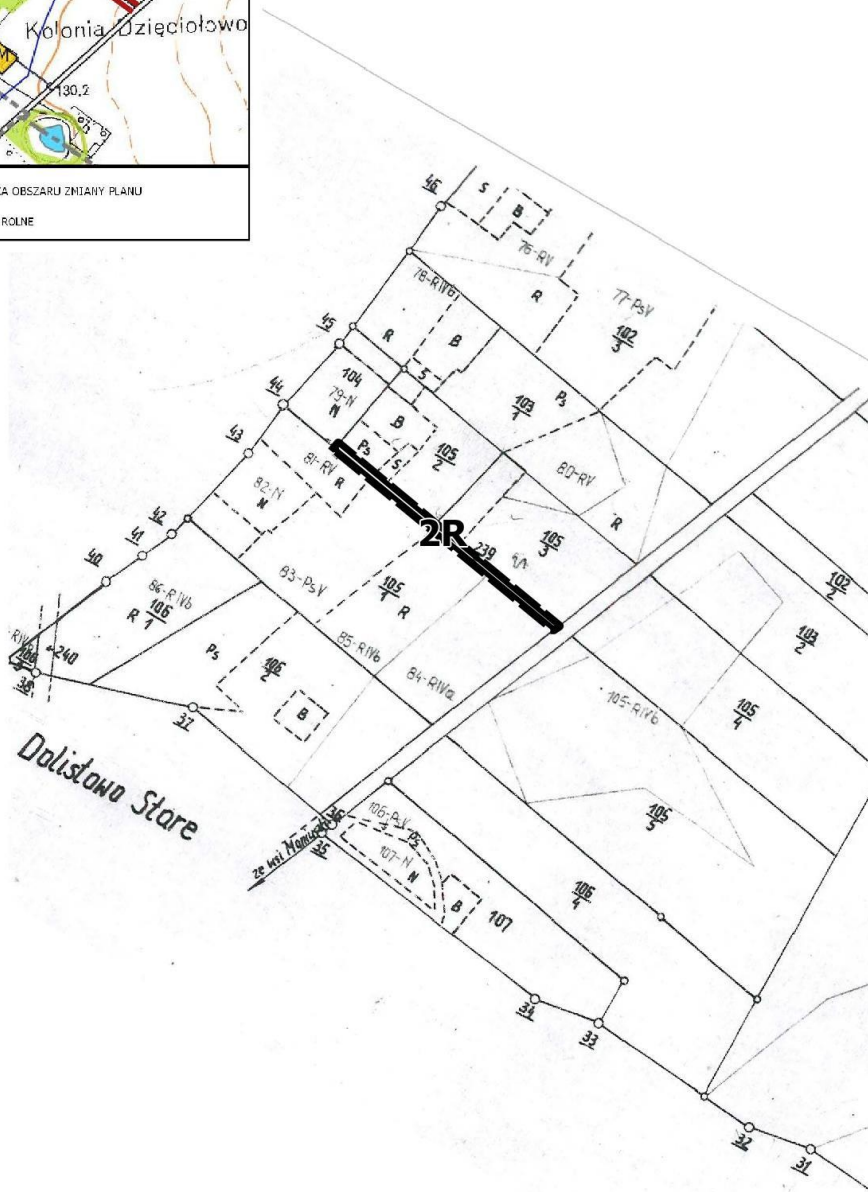 Kolonia Dzięciołowo
M
130,2
A OBSZARU ZMIANY PLANU
ROLNE
46
S
B
76-RV
77-PsV
R
102
3
78-RIVb
45
R
B
S
Ps
103
1
44
104
79-N
N
B
Ps
S
105
2
80-RV
R
43
81-RV
R
82-N
N
2R
239
105
3
42
41
40
83-PsV
105
1
R
102
2
103
2
86-RIVb
106
1
R
-RIV
240
38
Ps
106
2
85-RIVb
84-RIVa
105-RIVb
105
4
B
37
Dolistowo Stare
105
5
36
35
106-PsV
Ps
107-N
N
ze wsi
B
107
106
4
34
33
32
31